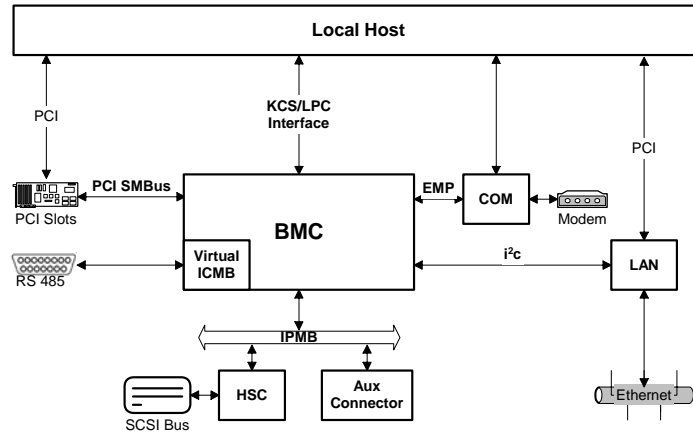 Local Host
PCI
KCS/LPC
Interface
PCI
PCI SMBus
EMP
COM
PCI Slots
BMC
Modem
Virtual
ICMB
i²c
LAN
RS 485
IPMB
HSC
Aux
Connector
Ethernet
SCSI Bus